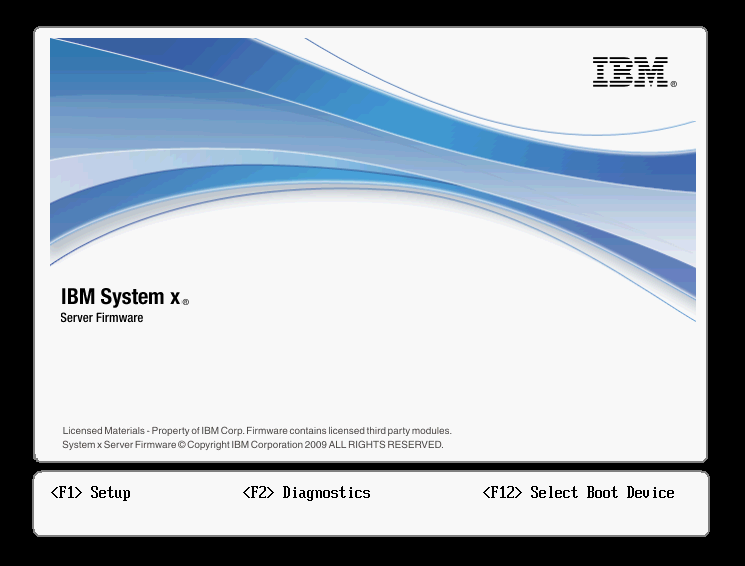 IBM®
IBM System x®
Server Firmware
Licensed Materials - Property of IBM Corp. Firmware contains licensed third party modules.
System x Server Firmware © Copyright IBM Corporation 2009 ALL RIGHTS RESERVED.
<F1> Setup <F2> Diagnostics <F12> Select Boot Device